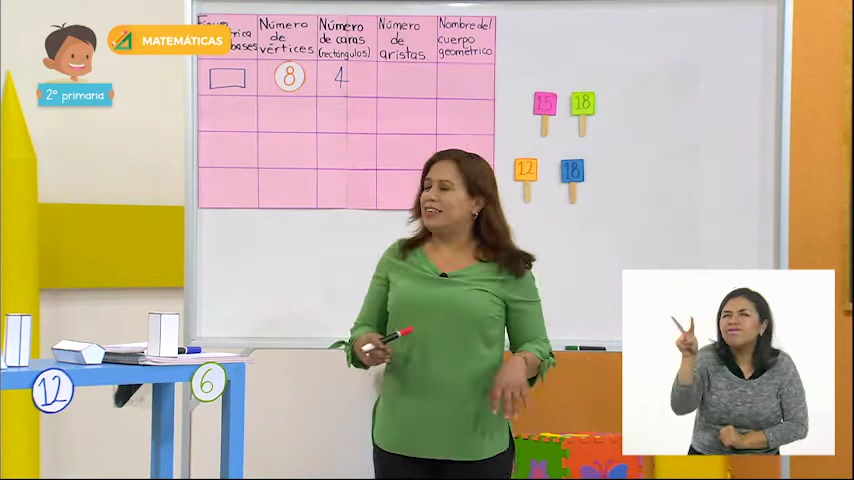 MATEMÁTICAS
2° primaria
Número
de
vértices
Número
de caras
(rectángulos)
Número
de
aristas
Nombre del
cuerpo
geométrico
8
4
15
18
12
18
12
6